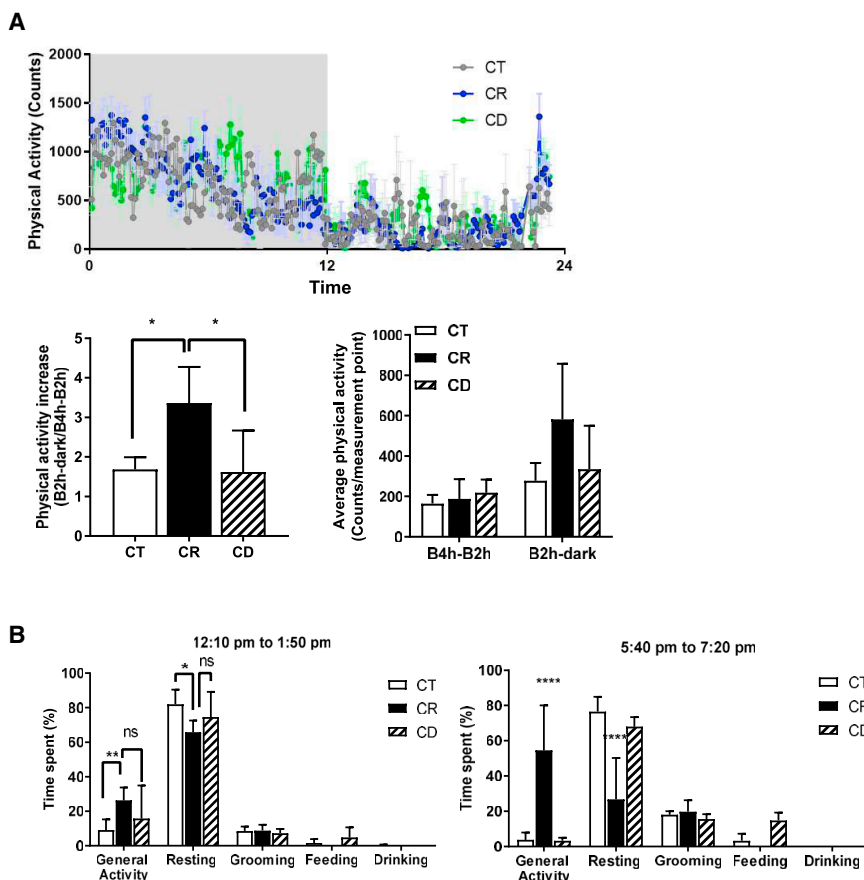 A
Physical Activity (Counts)
2000
1500
1000
500
0
0
12
24
Time
CT
CR
CD
Physical activity increase
(B2h-dark/B4h-B2h)
5
4
3
2
1
0
*
*
CT
CR
CD
Average physical activity
(Counts/measurement point)
1000
800
600
400
200
0
CT
CR
CD
B4h-B2h
B2h-dark
B
12:10 pm to 1:50 pm
Time spent (%)
100
80
60
40
20
0
**
ns
*
ns
CT
CR
CD
General
Activity
Resting
Grooming
Feeding
Drinking
5:40 pm to 7:20 pm
Time spent (%)
100
80
60
40
20
0
****
****
CT
CR
CD
General
Activity
Resting
Grooming
Feeding
Drinking